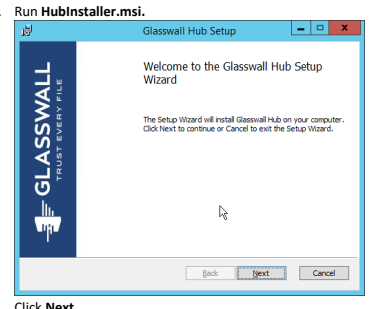 . Run HubInstaller.msi.
Glasswall Hub Setup
GLASSWALL
TRUST EVERY FILE
Welcome to the Glasswall Hub Setup
Wizard
The Setup Wizard will install Glasswall Hub on your computer.
Click Next to continue or Cancel to exit the Setup Wizard.
Back Next Cancel
Click Next